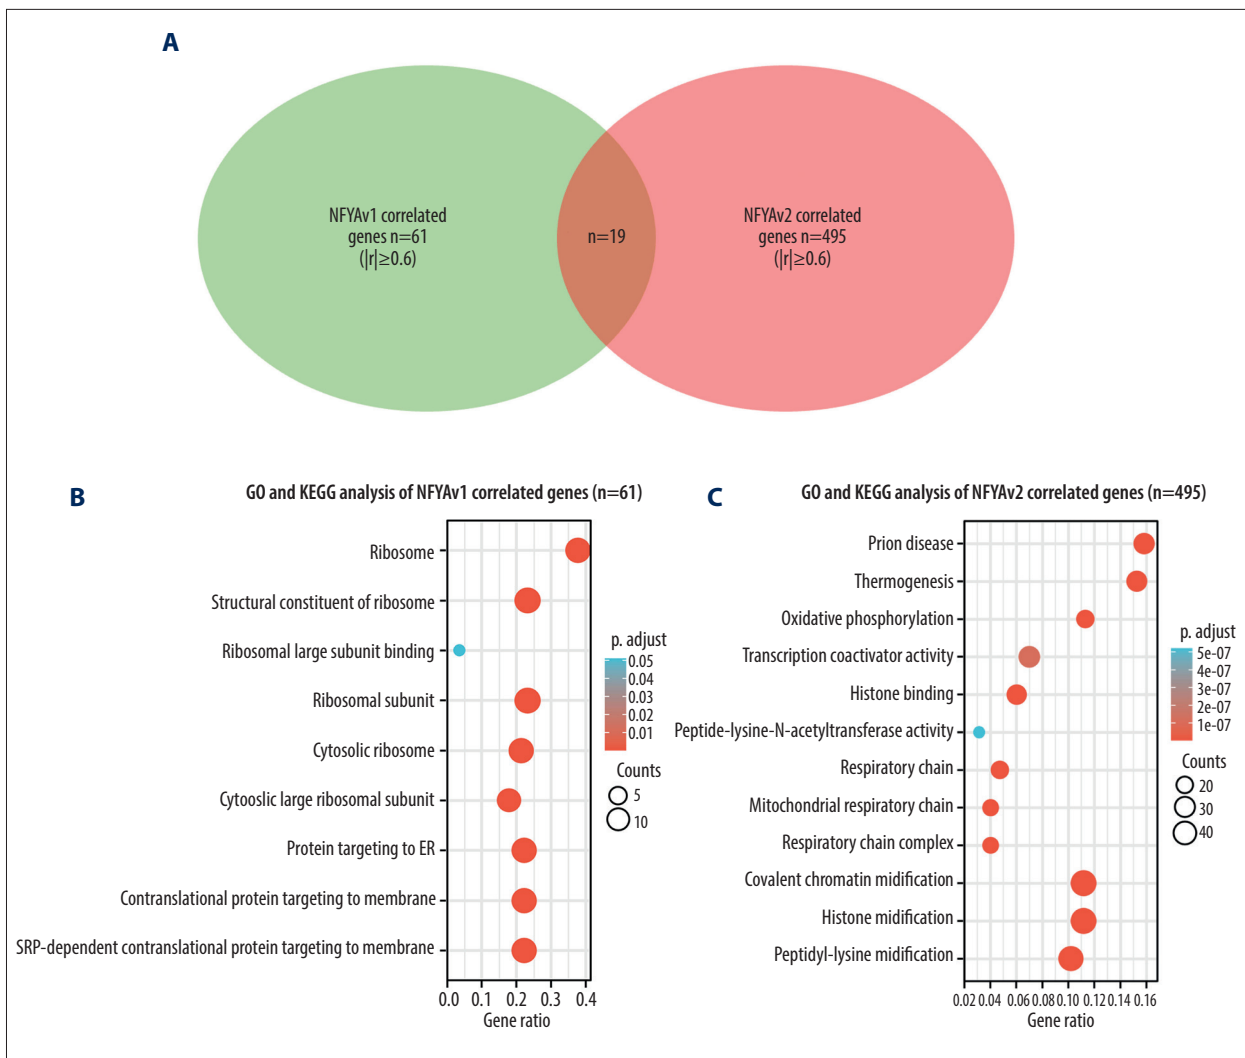 A
NFYAv1 correlated
genes n=61
(|r|≥0.6)
n=19
NFYAv2 correlated
genes n=495
(|r|≥0.6)
B
GO and KEGG analysis of NFYAv1 correlated genes (n=61)
Ribosome
Structural constituent of ribosome
Ribosomal large subunit binding
Ribosomal subunit
Cytosolic ribosome
Cytooslic large ribosomal subunit
Protein targeting to ER
Contranslational protein targeting to membrane
SRP-dependent contranslational protein targeting to membrane
0.0 0.1 0.2 0.3 0.4
Gene ratio
p. adjust
0.05
0.04
0.03
0.02
0.01
Counts
5
10
C
GO and KEGG analysis of NFYAv2 correlated genes (n=495)
Prion disease
Thermogenesis
Oxidative phosphorylation
Transcription coactivator activity
Histone binding
Peptide-lysine-N-acetyltransferase activity
Respiratory chain
Mitochondrial respiratory chain
Respiratory chain complex
Covalent chromatin midification
Histone midification
Peptidyl-lysine midification
0.02 0.04 0.06 0.08 0.10 0.12 0.14 0.16
Gene ratio
p. adjust
5e-07
4e-07
3e-07
2e-07
1e-07
Counts
20
30
40